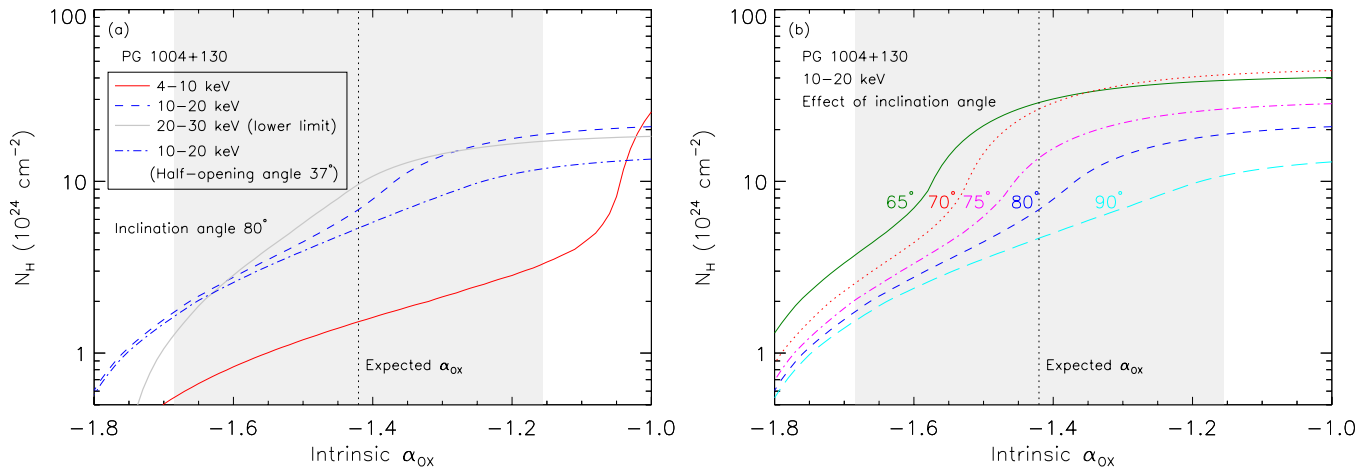 (a)
PG 1004+130
4−10 keV
10−20 keV
20−30 keV (lower limit)
10−20 keV
(Half−opening angle 37°)
Inclination angle 80°
Expected αOX
100
10
1
NH (10^24 cm^−2)
−1.8 −1.6 −1.4 −1.2 −1.0
Intrinsic αOX
(b)
PG 1004+130
10−20 keV
Effect of inclination angle
65° 70° 75° 80° 90°
Expected αOX
100
10
1
NH (10^24 cm^−2)
−1.8 −1.6 −1.4 −1.2 −1.0
Intrinsic αOX